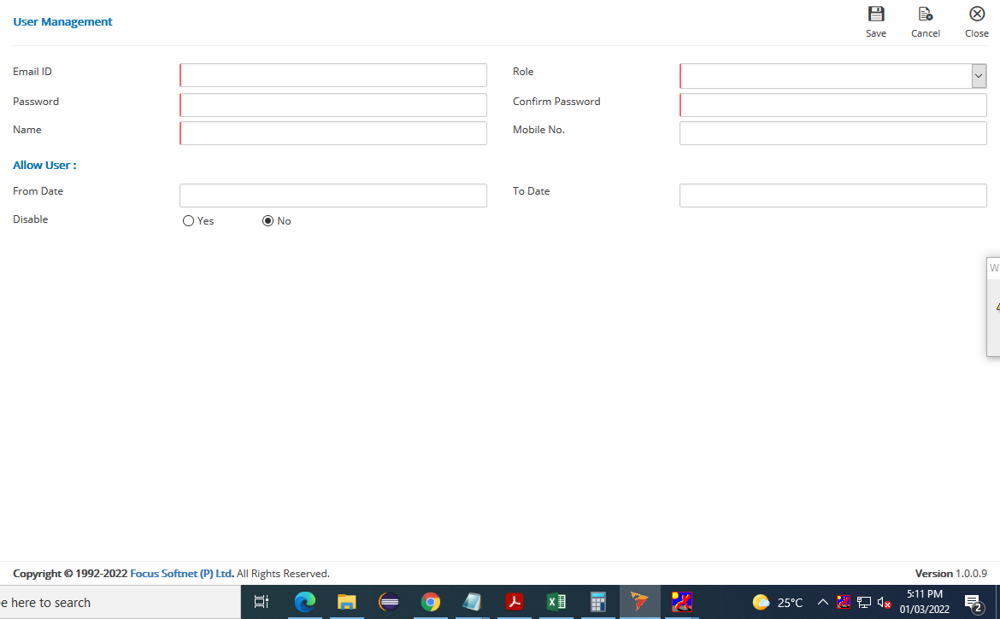 User Management
Save Cancel Close
Email ID Role
Password Confirm Password
Name Mobile No.
Allow User :
From Date To Date
Disable Yes No
W
4
Copyright © 1992-2022 Focus Softnet (P) Ltd. All Rights Reserved. Version 1.0.0.9
e here to search 25°C 5:11 PM
01/03/2022 2